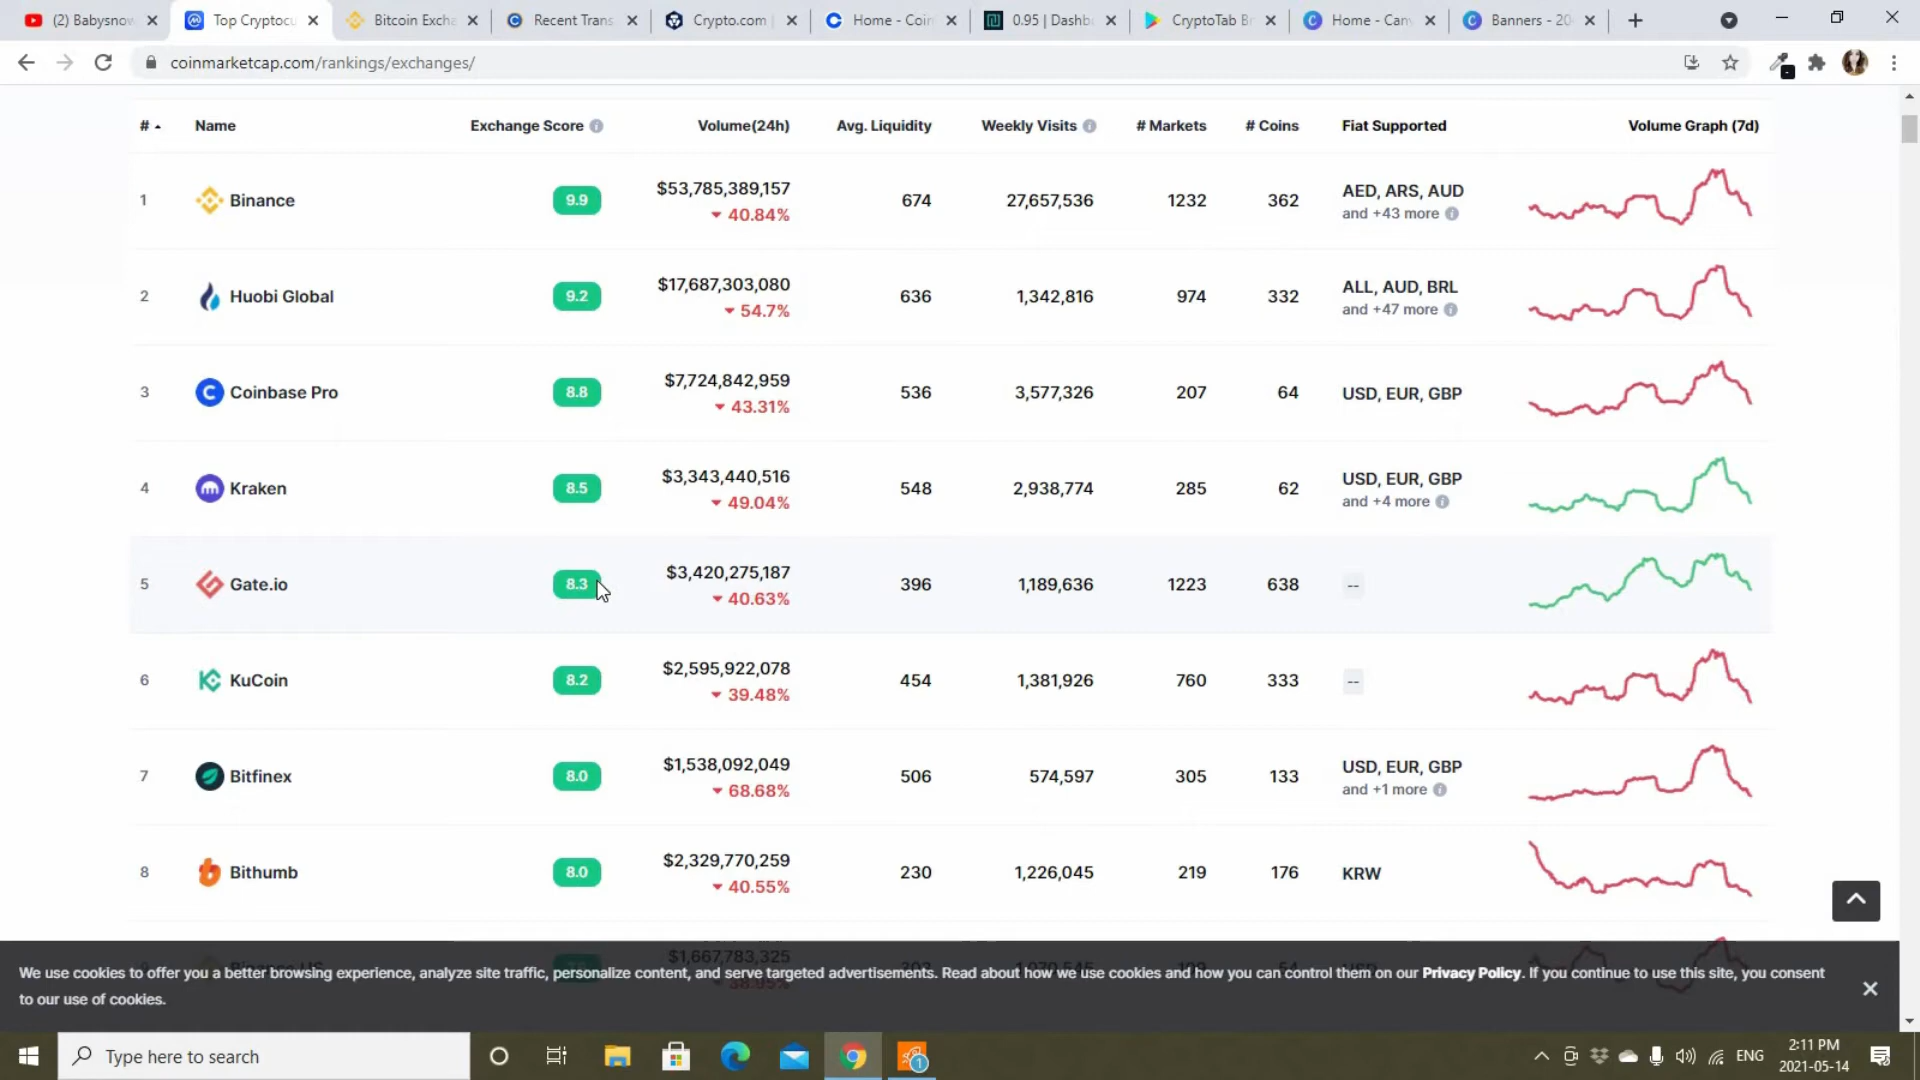 (2) Babysnow
Top Cryptocu
Bitcoin Excha
Recent Trans
Crypto.com
Home - Coin
0.95 | Dashb
CryptoTab Br
Home - Can
Banners - 20
coinmarketcap.com/rankings/exchanges/
# Name Exchange Score Volume(24h) Avg. Liquidity Weekly Visits # Markets # Coins Fiat Supported Volume Graph (7d)
1 Binance 9.9 $53,785,389,157 674 27,657,536 1232 362 AED, ARS, AUD
40.84% and +43 more
2 Huobi Global 9.2 $17,687,303,080 636 1,342,816 974 332 ALL, AUD, BRL
54.7% and +47 more
3 Coinbase Pro 8.8 $7,724,842,959 536 3,577,326 207 64 USD, EUR, GBP
43.31%
4 Kraken 8.5 $3,343,440,516 548 2,938,774 285 62 USD, EUR, GBP
49.04% and +4 more
5 Gate.io 8.3 $3,420,275,187 396 1,189,636 1223 638 --
40.63%
6 KuCoin 8.2 $2,595,922,078 454 1,381,926 760 333 --
39.48%
7 Bitfinex 8.0 $1,538,092,049 506 574,597 305 133 USD, EUR, GBP
68.68% and +1 more
8 Bithumb 8.0 $2,329,770,259 230 1,226,045 219 176 KRW
40.55%
$1,667,783,325
We use cookies to offer you a better browsing experience, analyze site traffic, personalize content, and serve targeted advertisements. Read about how we use cookies and how you can control them on our Privacy Policy. If you continue to use this site, you consent
to our use of cookies.
Type here to search
1
ENG
2:11 PM
2021-05-14